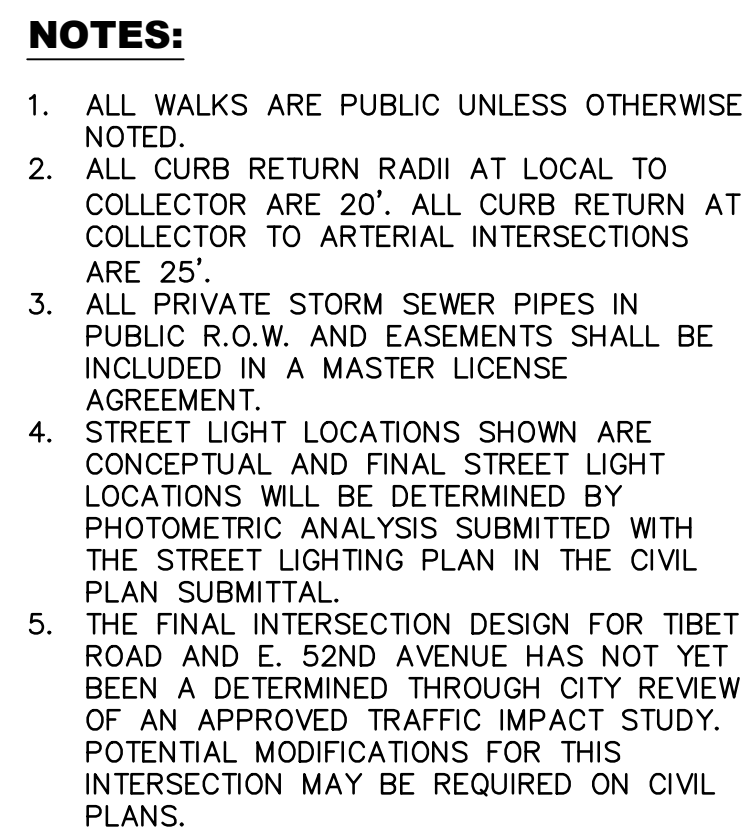 NOTES:
1. ALL WALKS ARE PUBLIC UNLESS OTHERWISE
NOTED.
2. ALL CURB RETURN RADII AT LOCAL TO
COLLECTOR ARE 20'. ALL CURB RETURN AT
COLLECTOR TO ARTERIAL INTERSECTIONS
ARE 25'.
3. ALL PRIVATE STORM SEWER PIPES IN
PUBLIC R.O.W. AND EASEMENTS SHALL BE
INCLUDED IN A MASTER LICENSE
AGREEMENT.
4. STREET LIGHT LOCATIONS SHOWN ARE
CONCEPTUAL AND FINAL STREET LIGHT
LOCATIONS WILL BE DETERMINED BY
PHOTOMETRIC ANALYSIS SUBMITTED WITH
THE STREET LIGHTING PLAN IN THE CIVIL
PLAN SUBMITTAL.
5. THE FINAL INTERSECTION DESIGN FOR TIBET
ROAD AND E. 52ND AVENUE HAS NOT YET
BEEN A DETERMINED THROUGH CITY REVIEW
OF AN APPROVED TRAFFIC IMPACT STUDY.
POTENTIAL MODIFICATIONS FOR THIS
INTERSECTION MAY BE REQUIRED ON CIVIL
PLANS.